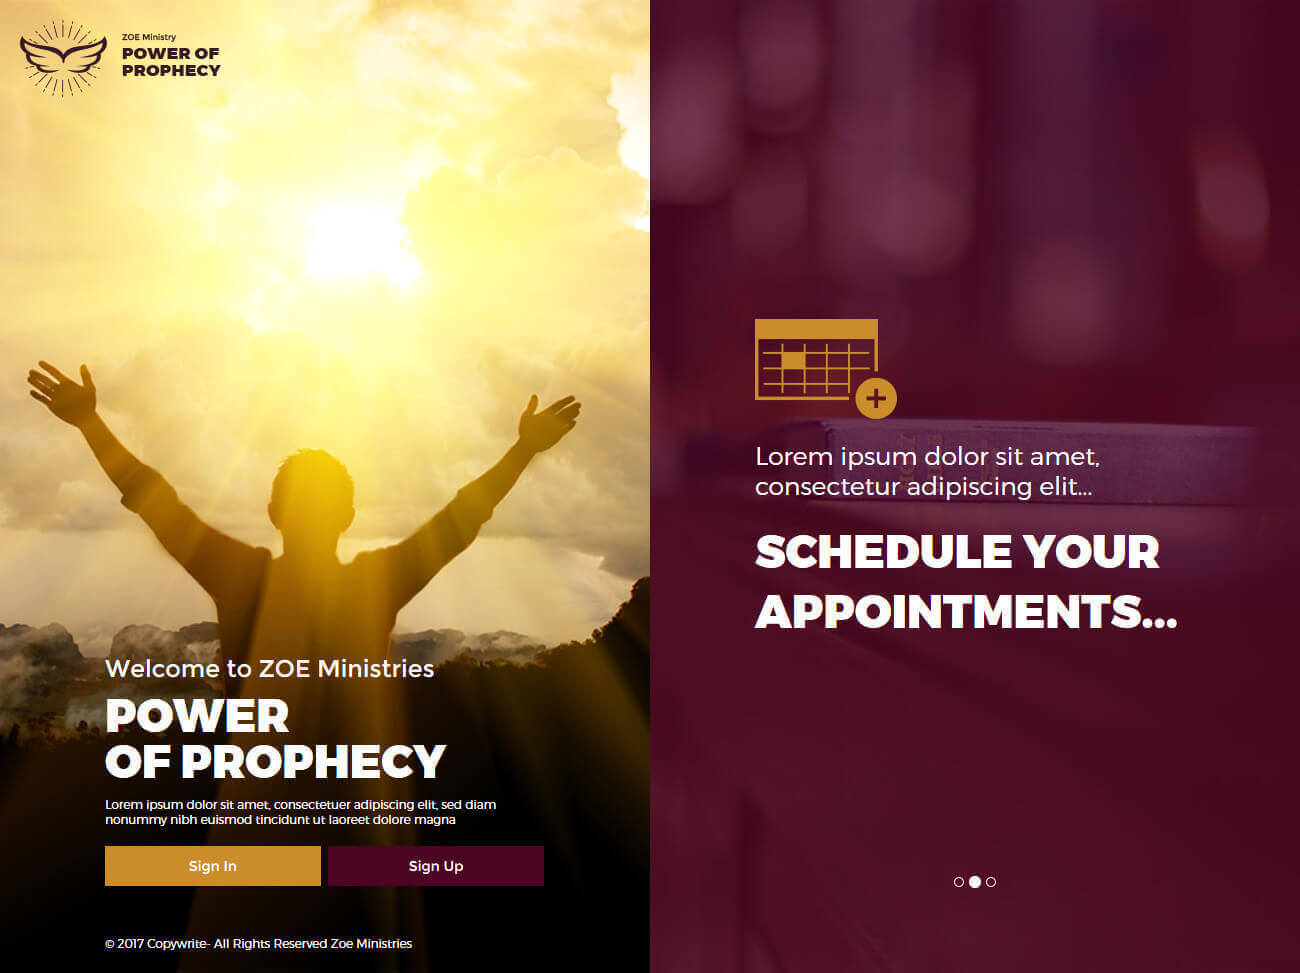 ZOE Ministry
POWER OF
PROPHECY
Welcome to ZOE Ministries
POWER
OF PROPHECY
Lorem ipsum dolor sit amet, consectetuer adipiscing elit, sed diam
nonummy nibh euismod tincidunt ut laoreet dolore magna
Sign In
Sign Up
© 2017 Copywrite- All Rights Reserved Zoe Ministries
Lorem ipsum dolor sit amet,
consectetur adipiscing elit...
SCHEDULE YOUR
APPOINTMENTS...